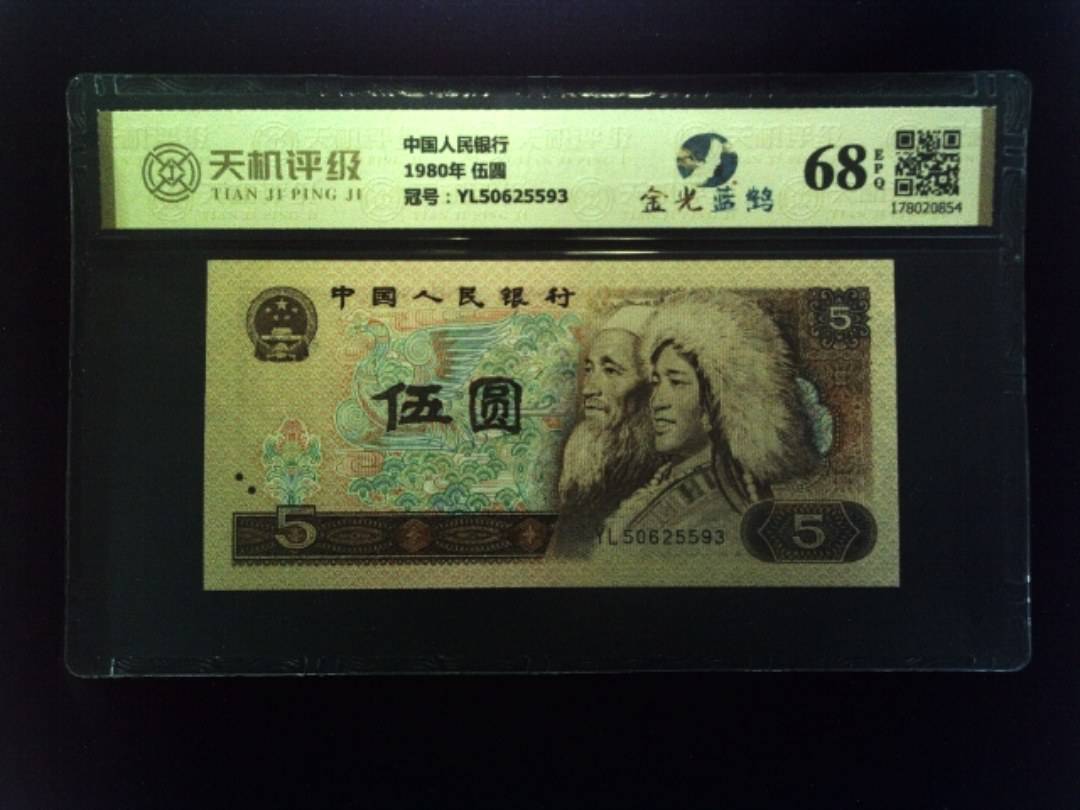 天机评级
TIAN JI PING JI
中国人民银行
1980年 伍圆
冠号：YL50625593
金光蓝鹤
68
EPQ
178020854
中国人民银行
5
伍圆
5
YL50625593
5